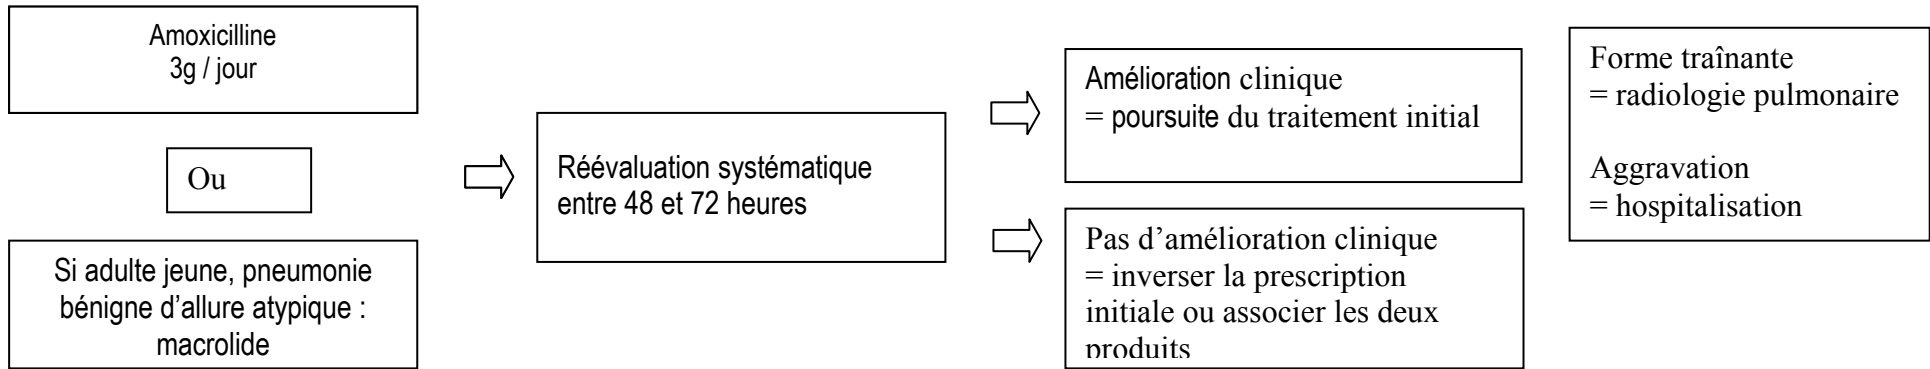 Amoxicilline
3g / jour
Ou
Si adulte jeune, pneumonie
bénigne d’allure atypique :
macrolide
Réévaluation systématique
entre 48 et 72 heures
Amélioration clinique
= poursuite du traitement initial
Pas d’amélioration clinique
= inverser la prescription
initiale ou associer les deux
produits
Forme traînante
= radiologie pulmonaire
Aggravation
= hospitalisation